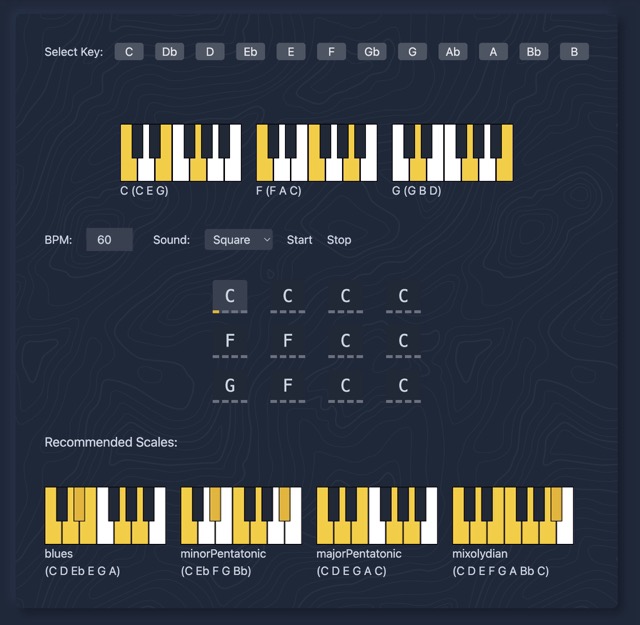 Select Key: C Db D Eb E F Gb G Ab A Bb B
C (C E G) F (F A C) G (G B D)
BPM: 60 Sound: Square Start Stop
C C C C
F F C C
G F C C
Recommended Scales:
blues minorPentatonic majorPentatonic mixolydian
(C D Eb E G A) (C Eb F G Bb) (C D E G A C) (C D E F G A Bb C)